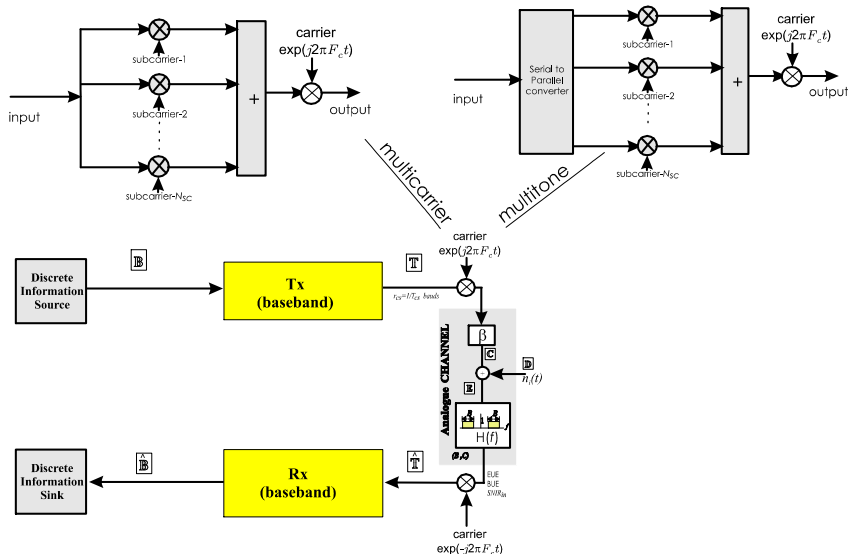 carrier
exp(j2πF_c t)
subcarrier-1
subcarrier-2
subcarrier-N_SC
+
input
output
carrier
exp(j2πF_c t)
Serial to
Parallel
converter
subcarrier-1
subcarrier-2
subcarrier-N_SC
+
input
output
multicarrier
multitone
carrier
exp(j2πF_c t)
Discrete
Information
Source
B
Tx
(baseband)
T
r_cs=1/T_cs bauds
Analogue CHANNEL
β
C
D
n_i(t)
E
H(f)
f
Discrete
Information
Sink
B̂
Rx
(baseband)
T̂
EUE
BUE
SNIR_in
carrier
exp(-j2πF_c t)